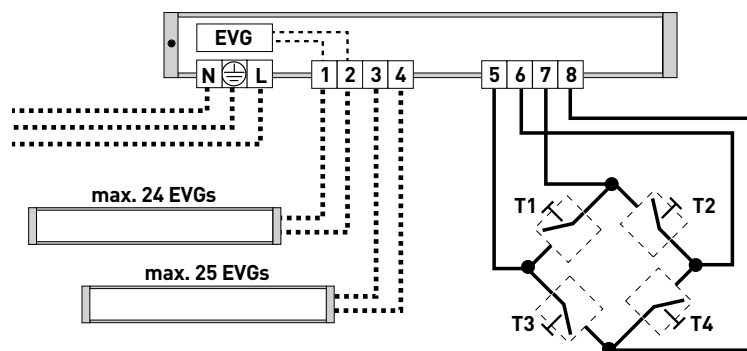 EVG
N L 1 2 3 4 5 6 7 8
max. 24 EVGs
T1 T2
max. 25 EVGs
T3 T4